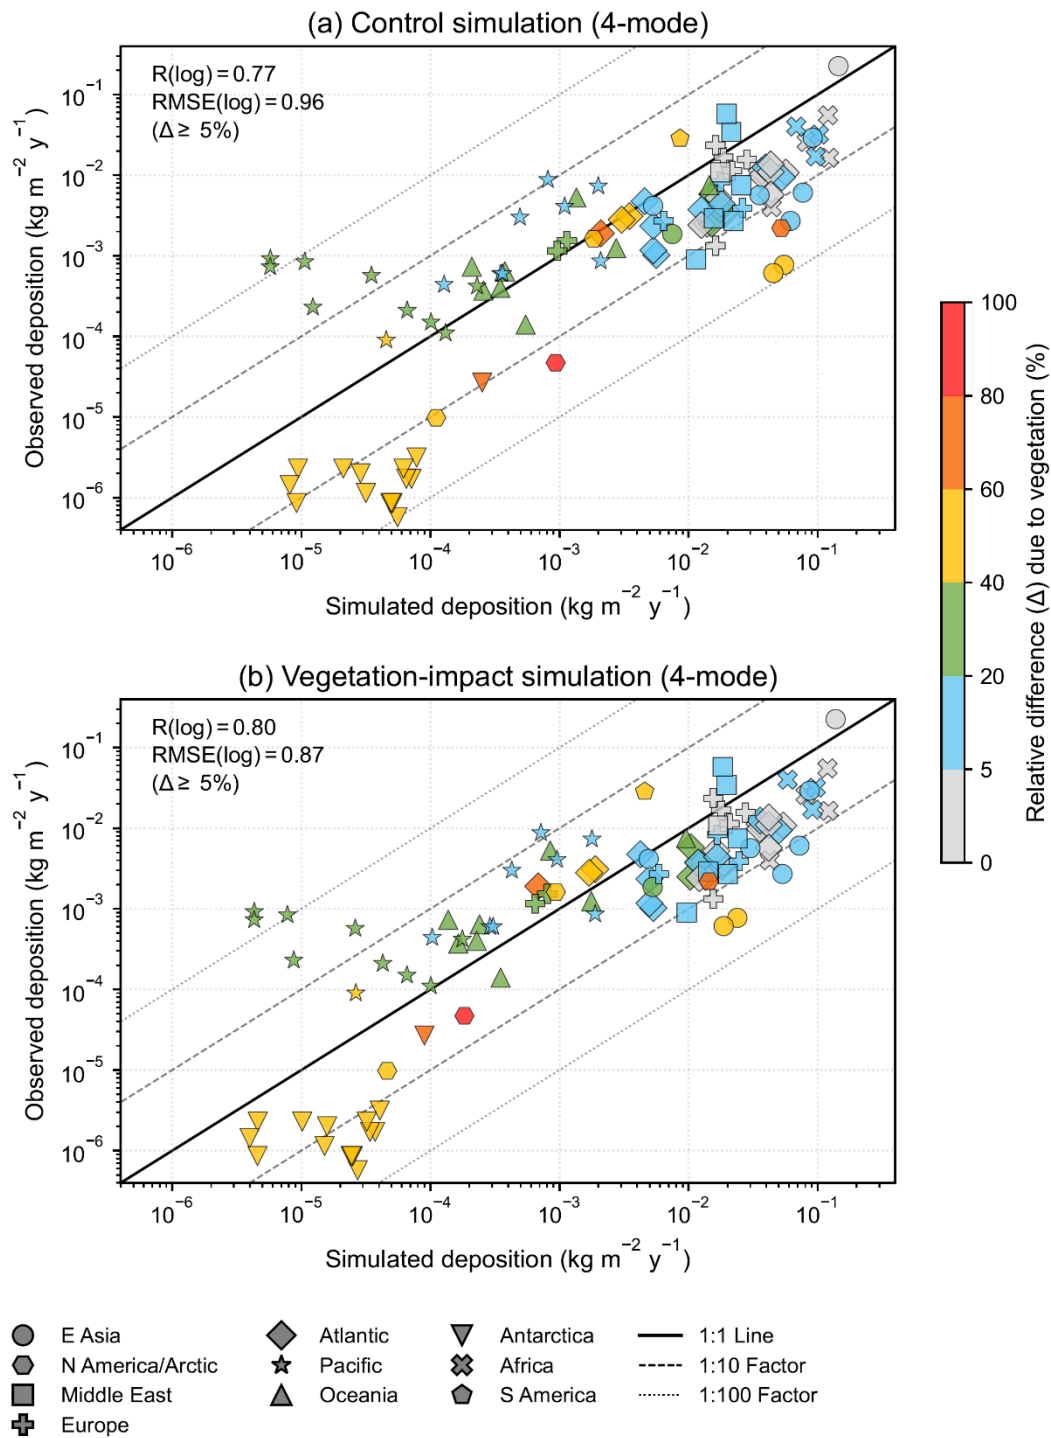 (a) Control simulation (4-mode)
R(log) = 0.77
RMSE(log) = 0.96
(Δ ≥ 5%)
Observed deposition (kg m⁻² y⁻¹)
10⁻¹
10⁻²
10⁻³
10⁻⁴
10⁻⁵
10⁻⁶
10⁻⁶ 10⁻⁵ 10⁻⁴ 10⁻³ 10⁻² 10⁻¹
Simulated deposition (kg m⁻² y⁻¹)
100
80
60
40
20
5
0
Relative difference (Δ) due to vegetation (%)
(b) Vegetation-impact simulation (4-mode)
R(log) = 0.80
RMSE(log) = 0.87
(Δ ≥ 5%)
Observed deposition (kg m⁻² y⁻¹)
10⁻¹
10⁻²
10⁻³
10⁻⁴
10⁻⁵
10⁻⁶
10⁻⁶ 10⁻⁵ 10⁻⁴ 10⁻³ 10⁻² 10⁻¹
Simulated deposition (kg m⁻² y⁻¹)
E Asia Atlantic Antarctica 1:1 Line
N America/Arctic Pacific Africa 1:10 Factor
Middle East Oceania S America 1:100 Factor
Europe